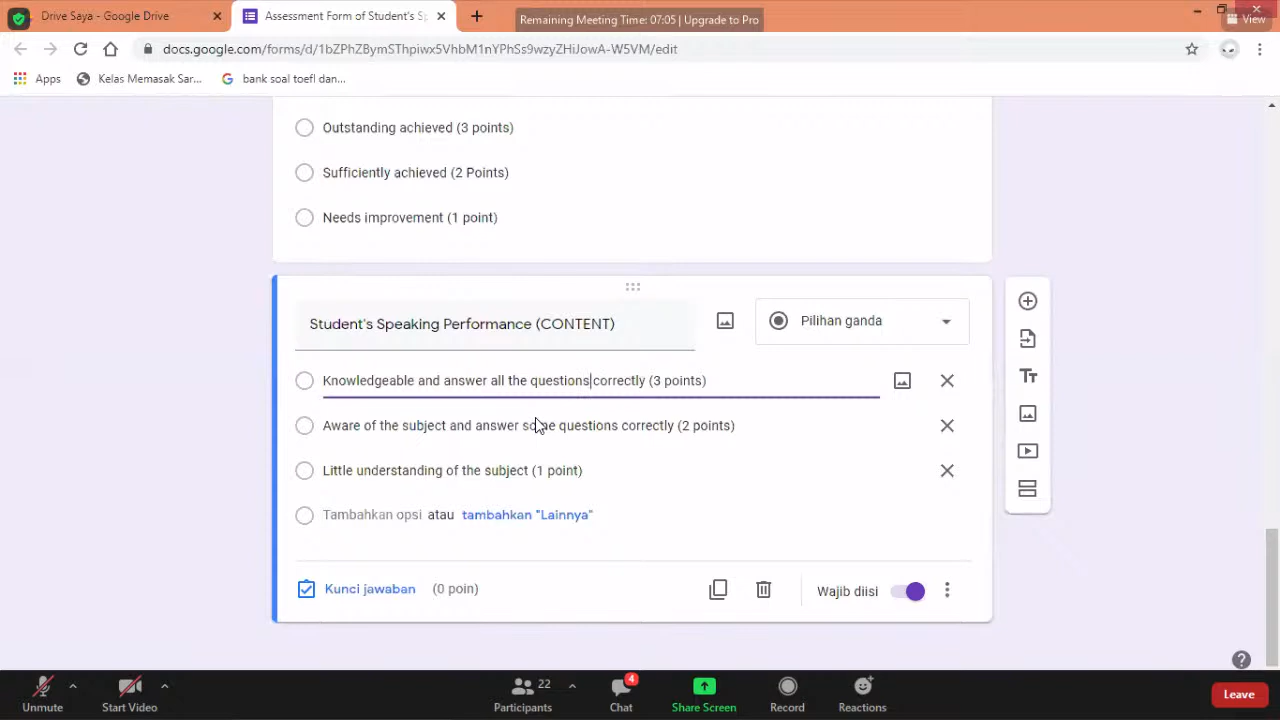 Drive Saya - Google Drive
Assessment Form of Student's S
Remaining Meeting Time: 07:05 | Upgrade to Pro
View
docs.google.com/forms/d/1bZPhZBymSThpiwx5VhbM1nYPhSs9wzyZHiJowA-W5VM/edit
Apps
Kelas Memasak Sar...
bank soal toefl dan...
Outstanding achieved (3 points)
Sufficiently achieved (2 Points)
Needs improvement (1 point)
Student's Speaking Performance (CONTENT)
Pilihan ganda
Knowledgeable and answer all the questions correctly (3 points)
Aware of the subject and answer some questions correctly (2 points)
Little understanding of the subject (1 point)
Tambahkan opsi atau tambahkan "Lainnya"
Kunci jawaban (0 poin)
Wajib diisi
Unmute
Start Video
22
Participants
4
Chat
Share Screen
Record
Reactions
Leave